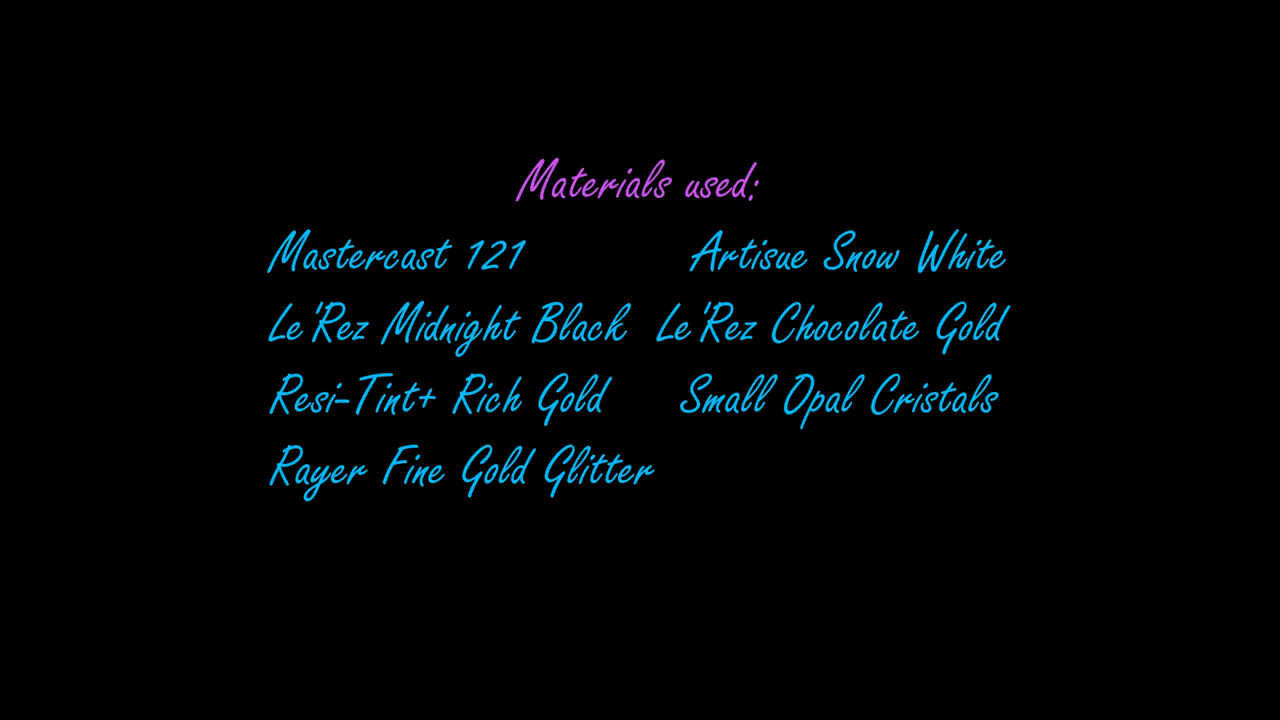 Materials used:
Mastercast 121 Artisue Snow White
Le'Rez Midnight Black Le'Rez Chocolate Gold
Resi-Tint+ Rich Gold Small Opal Cristals
Rayer Fine Gold Glitter